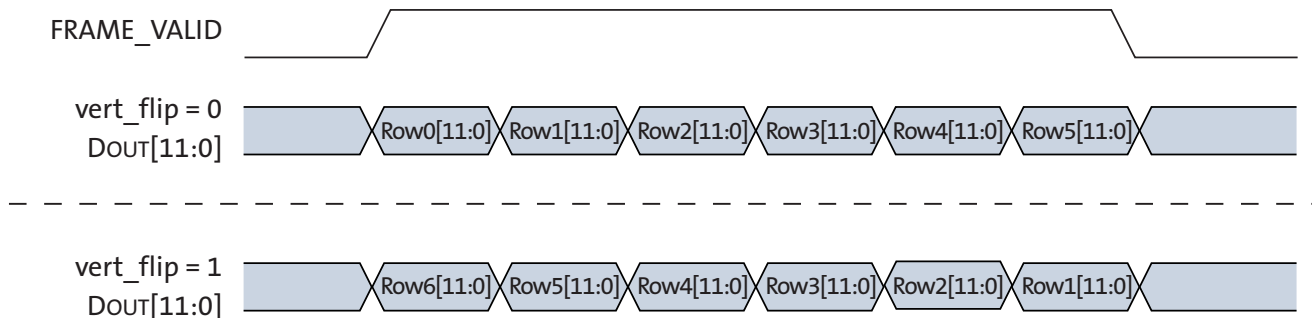 FRAME_VALID
vert_flip = 0
DOUT[11:0]
Row0[11:0] Row1[11:0] Row2[11:0] Row3[11:0] Row4[11:0] Row5[11:0]
vert_flip = 1
DOUT[11:0]
Row6[11:0] Row5[11:0] Row4[11:0] Row3[11:0] Row2[11:0] Row1[11:0]